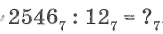 2546₇ : 12₇ = ?₇